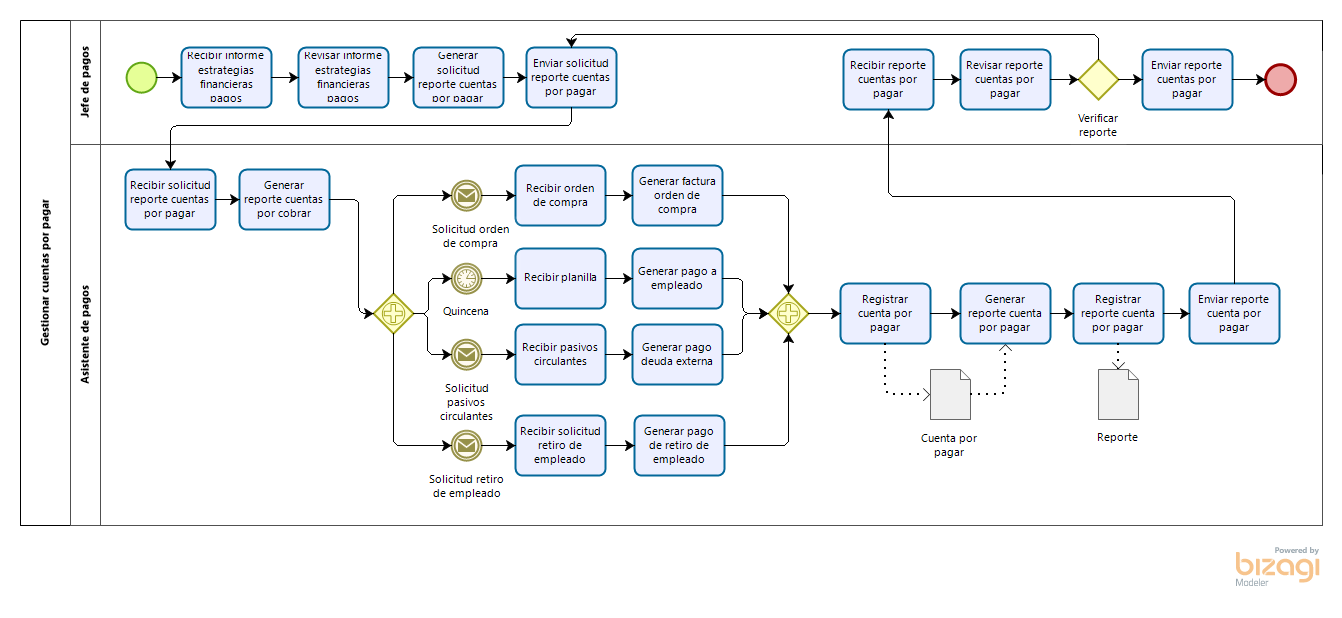 Gestionar cuentas por pagar
Jefe de pagos
Recibir informe
estrategias
financieras
pagos
Revisar informe
estrategias
financieras
pagos
Generar
solicitud
reporte cuentas
por pagar
Enviar solicitud
reporte cuentas
por pagar
Recibir reporte
cuentas por
pagar
Revisar reporte
cuentas por
pagar
Verificar
reporte
Enviar reporte
cuentas por
pagar
Asistente de pagos
Recibir solicitud
reporte cuentas
por pagar
Generar
reporte cuentas
por cobrar
Solicitud orden
de compra
Recibir orden
de compra
Generar factura
orden de
compra
Quincena
Recibir planilla
Generar pago a
empleado
Solicitud
pasivos
circulantes
Recibir pasivos
circulantes
Generar pago
deuda externa
Solicitud retiro
de empleado
Recibir solicitud
retiro de
empleado
Generar pago
de retiro de
empleado
Registrar
cuenta por
pagar
Generar
reporte cuenta
por pagar
Registrar
reporte cuenta
por pagar
Enviar reporte
cuenta por
pagar
Cuenta por
pagar
Reporte
Powered by
bizagi
Modeler